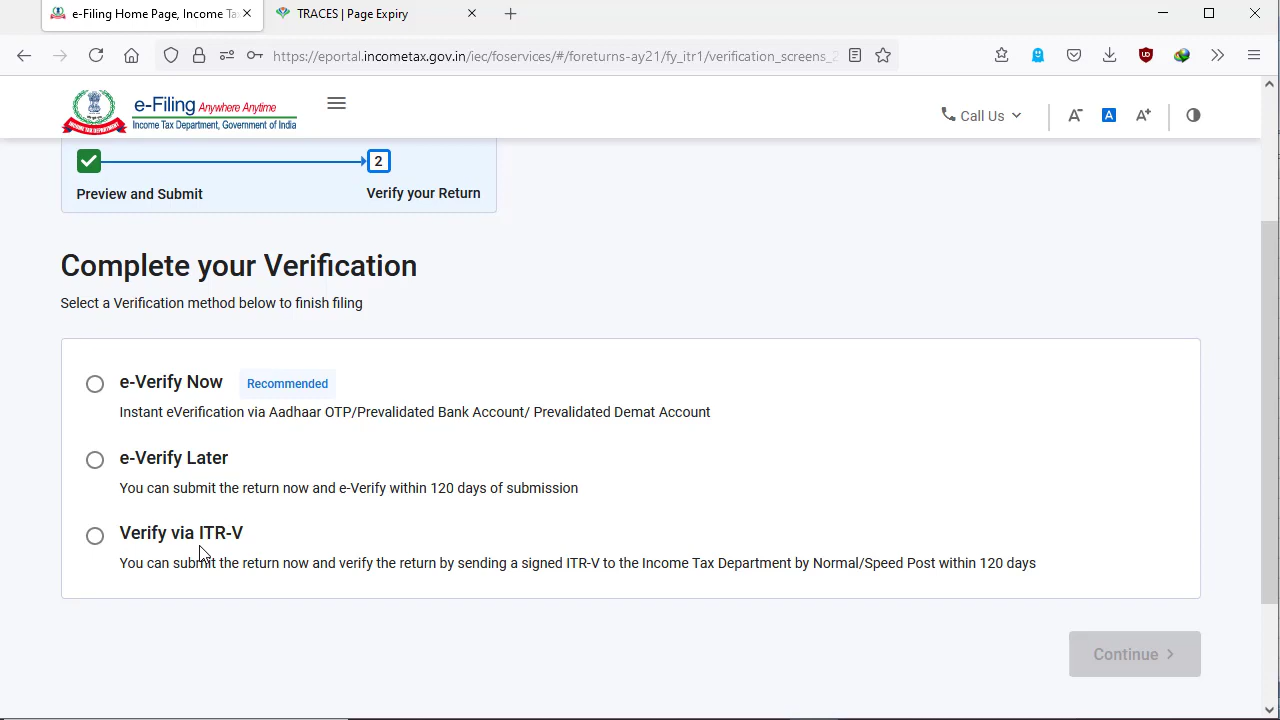 e-Filing Home Page, Income Ta
TRACES | Page Expiry
https://eportal.incometax.gov.in/iec/foservices/#/foreturns-ay21/fy_itr1/verification_screens_2
e-Filing Anywhere Anytime
Income Tax Department, Government of India
Call Us
A-
A
A+
2
Preview and Submit
Verify your Return
Complete your Verification
Select a Verification method below to finish filing
e-Verify Now
Recommended
Instant eVerification via Aadhaar OTP/Prevalidated Bank Account/ Prevalidated Demat Account
e-Verify Later
You can submit the return now and e-Verify within 120 days of submission
Verify via ITR-V
You can submit the return now and verify the return by sending a signed ITR-V to the Income Tax Department by Normal/Speed Post within 120 days
Continue